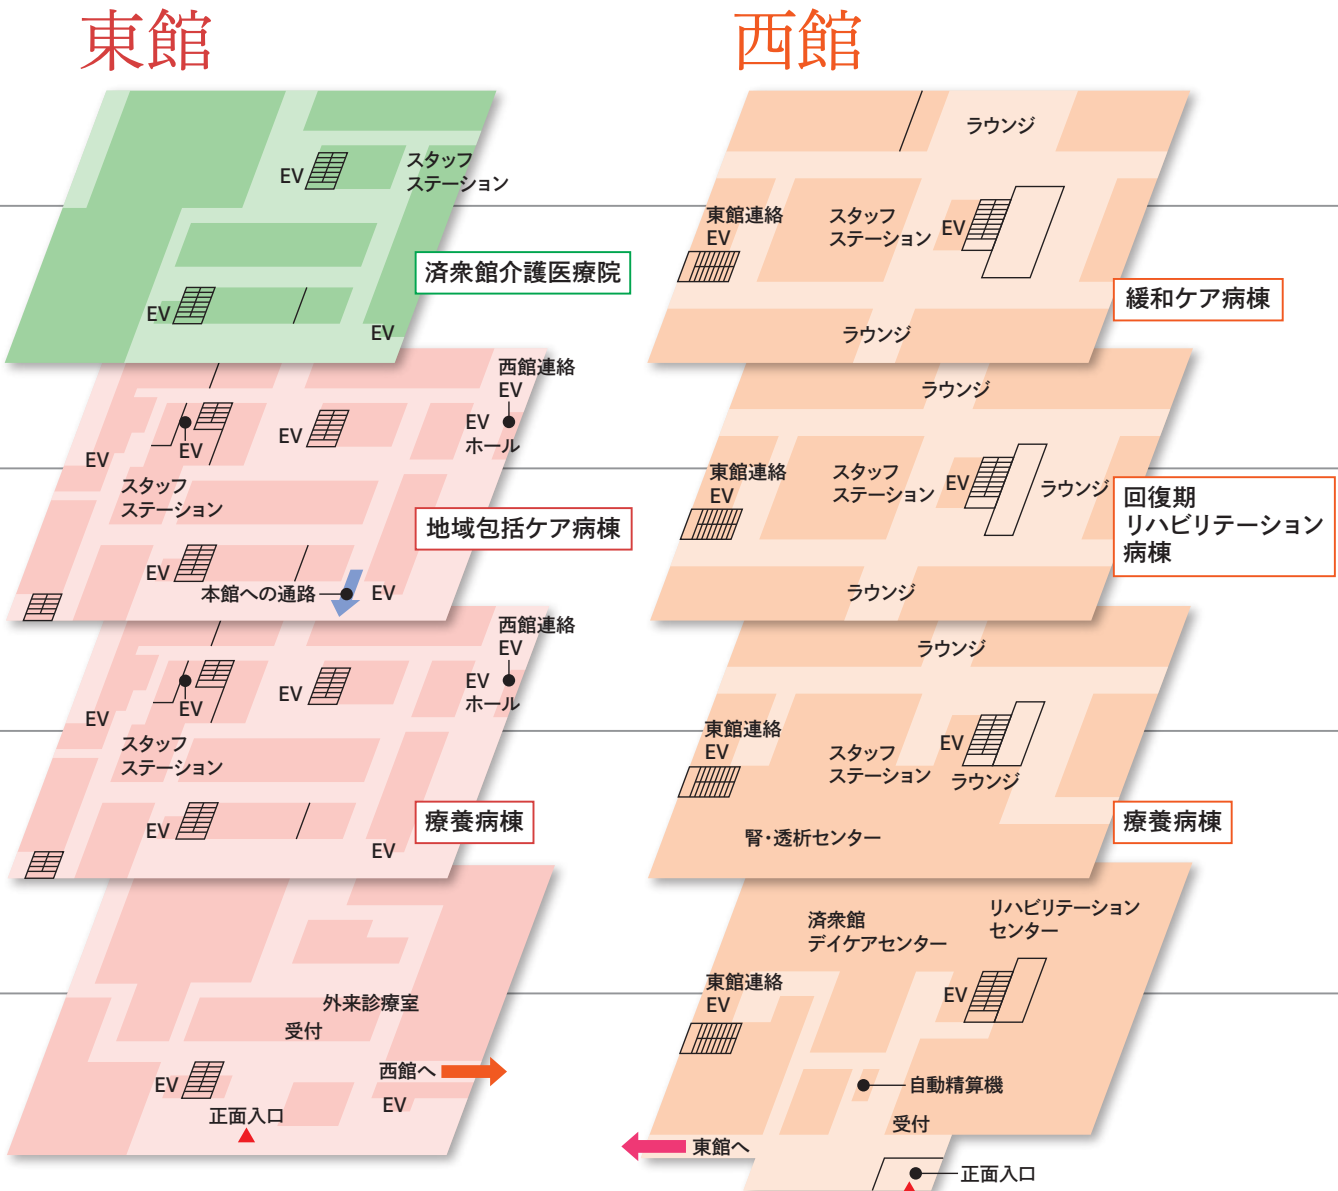 東館
EV
スタッフ
ステーション
済衆館介護医療院
EV
EV
西館連絡
EV
EV
ホール
EV
EV
EV
スタッフ
ステーション
地域包括ケア病棟
EV
本館への通路
EV
西館連絡
EV
EV
ホール
EV
EV
EV
スタッフ
ステーション
療養病棟
EV
EV
外来診療室
受付
西館へ
EV
EV
正面入口
西館
ラウンジ
東館連絡
EV
スタッフ
ステーション
EV
緩和ケア病棟
ラウンジ
ラウンジ
東館連絡
EV
スタッフ
ステーション
EV
ラウンジ
回復期
リハビリテーション
病棟
ラウンジ
ラウンジ
東館連絡
EV
スタッフ
ステーション
EV
ラウンジ
療養病棟
腎・透析センター
済衆館
デイケアセンター
リハビリテーション
センター
東館連絡
EV
EV
自動精算機
受付
東館へ
正面入口